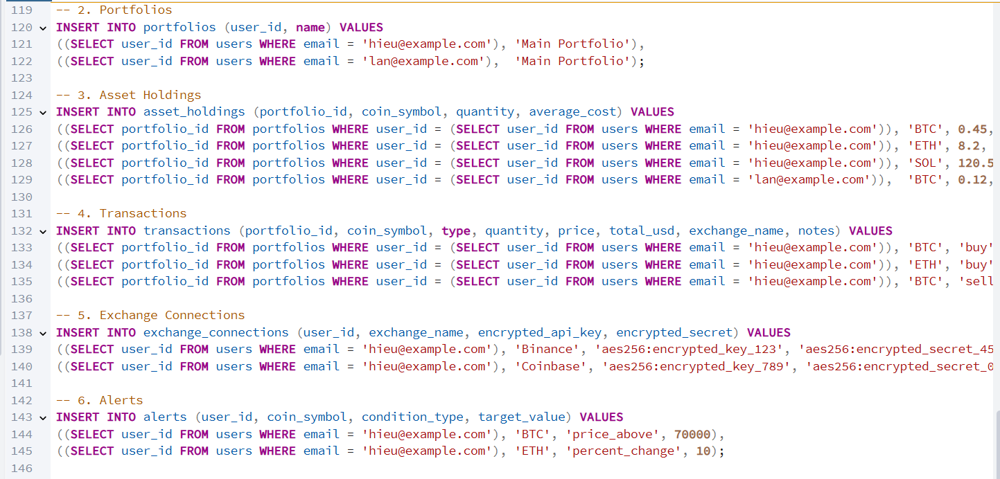 119 -- 2. Portfolios
120 INSERT INTO portfolios (user_id, name) VALUES
121 ((SELECT user_id FROM users WHERE email = 'hieu@example.com'), 'Main Portfolio'),
122 ((SELECT user_id FROM users WHERE email = 'lan@example.com'),  'Main Portfolio');
123
124 -- 3. Asset Holdings
125 INSERT INTO asset_holdings (portfolio_id, coin_symbol, quantity, average_cost) VALUES
126 ((SELECT portfolio_id FROM portfolios WHERE user_id = (SELECT user_id FROM users WHERE email = 'hieu@example.com')), 'BTC', 0.45,
127 ((SELECT portfolio_id FROM portfolios WHERE user_id = (SELECT user_id FROM users WHERE email = 'hieu@example.com')), 'ETH', 8.2,
128 ((SELECT portfolio_id FROM portfolios WHERE user_id = (SELECT user_id FROM users WHERE email = 'hieu@example.com')), 'SOL', 120.5
129 ((SELECT portfolio_id FROM portfolios WHERE user_id = (SELECT user_id FROM users WHERE email = 'lan@example.com')),  'BTC', 0.12,
130
131 -- 4. Transactions
132 INSERT INTO transactions (portfolio_id, coin_symbol, type, quantity, price, total_usd, exchange_name, notes) VALUES
133 ((SELECT portfolio_id FROM portfolios WHERE user_id = (SELECT user_id FROM users WHERE email = 'hieu@example.com')), 'BTC', 'buy'
134 ((SELECT portfolio_id FROM portfolios WHERE user_id = (SELECT user_id FROM users WHERE email = 'hieu@example.com')), 'ETH', 'buy'
135 ((SELECT portfolio_id FROM portfolios WHERE user_id = (SELECT user_id FROM users WHERE email = 'hieu@example.com')), 'BTC', 'sell
136
137 -- 5. Exchange Connections
138 INSERT INTO exchange_connections (user_id, exchange_name, encrypted_api_key, encrypted_secret) VALUES
139 ((SELECT user_id FROM users WHERE email = 'hieu@example.com'), 'Binance', 'aes256:encrypted_key_123', 'aes256:encrypted_secret_45
140 ((SELECT user_id FROM users WHERE email = 'hieu@example.com'), 'Coinbase', 'aes256:encrypted_key_789', 'aes256:encrypted_secret_0
141
142 -- 6. Alerts
143 INSERT INTO alerts (user_id, coin_symbol, condition_type, target_value) VALUES
144 ((SELECT user_id FROM users WHERE email = 'hieu@example.com'), 'BTC', 'price_above', 70000),
145 ((SELECT user_id FROM users WHERE email = 'hieu@example.com'), 'ETH', 'percent_change', 10);
146